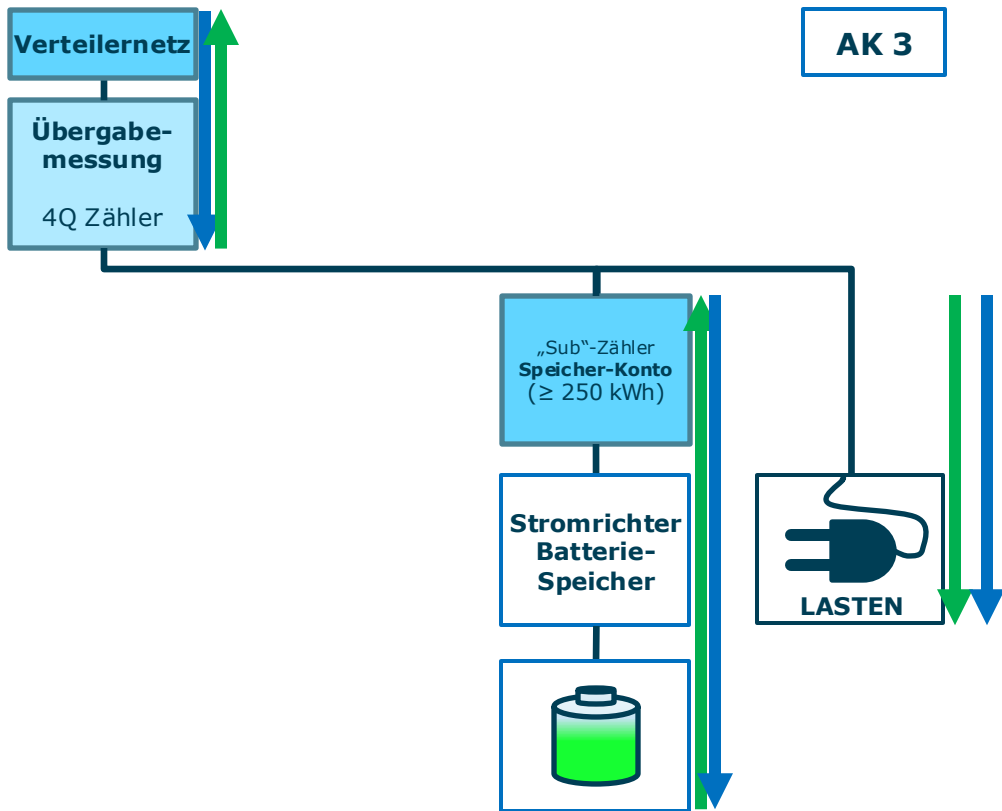 Verteilernetz
AK 3
Übergabe-
messung
4Q Zähler
„Sub“-Zähler
Speicher-Konto
(≥ 250 kWh)
Stromrichter
Batterie-
Speicher
LASTEN